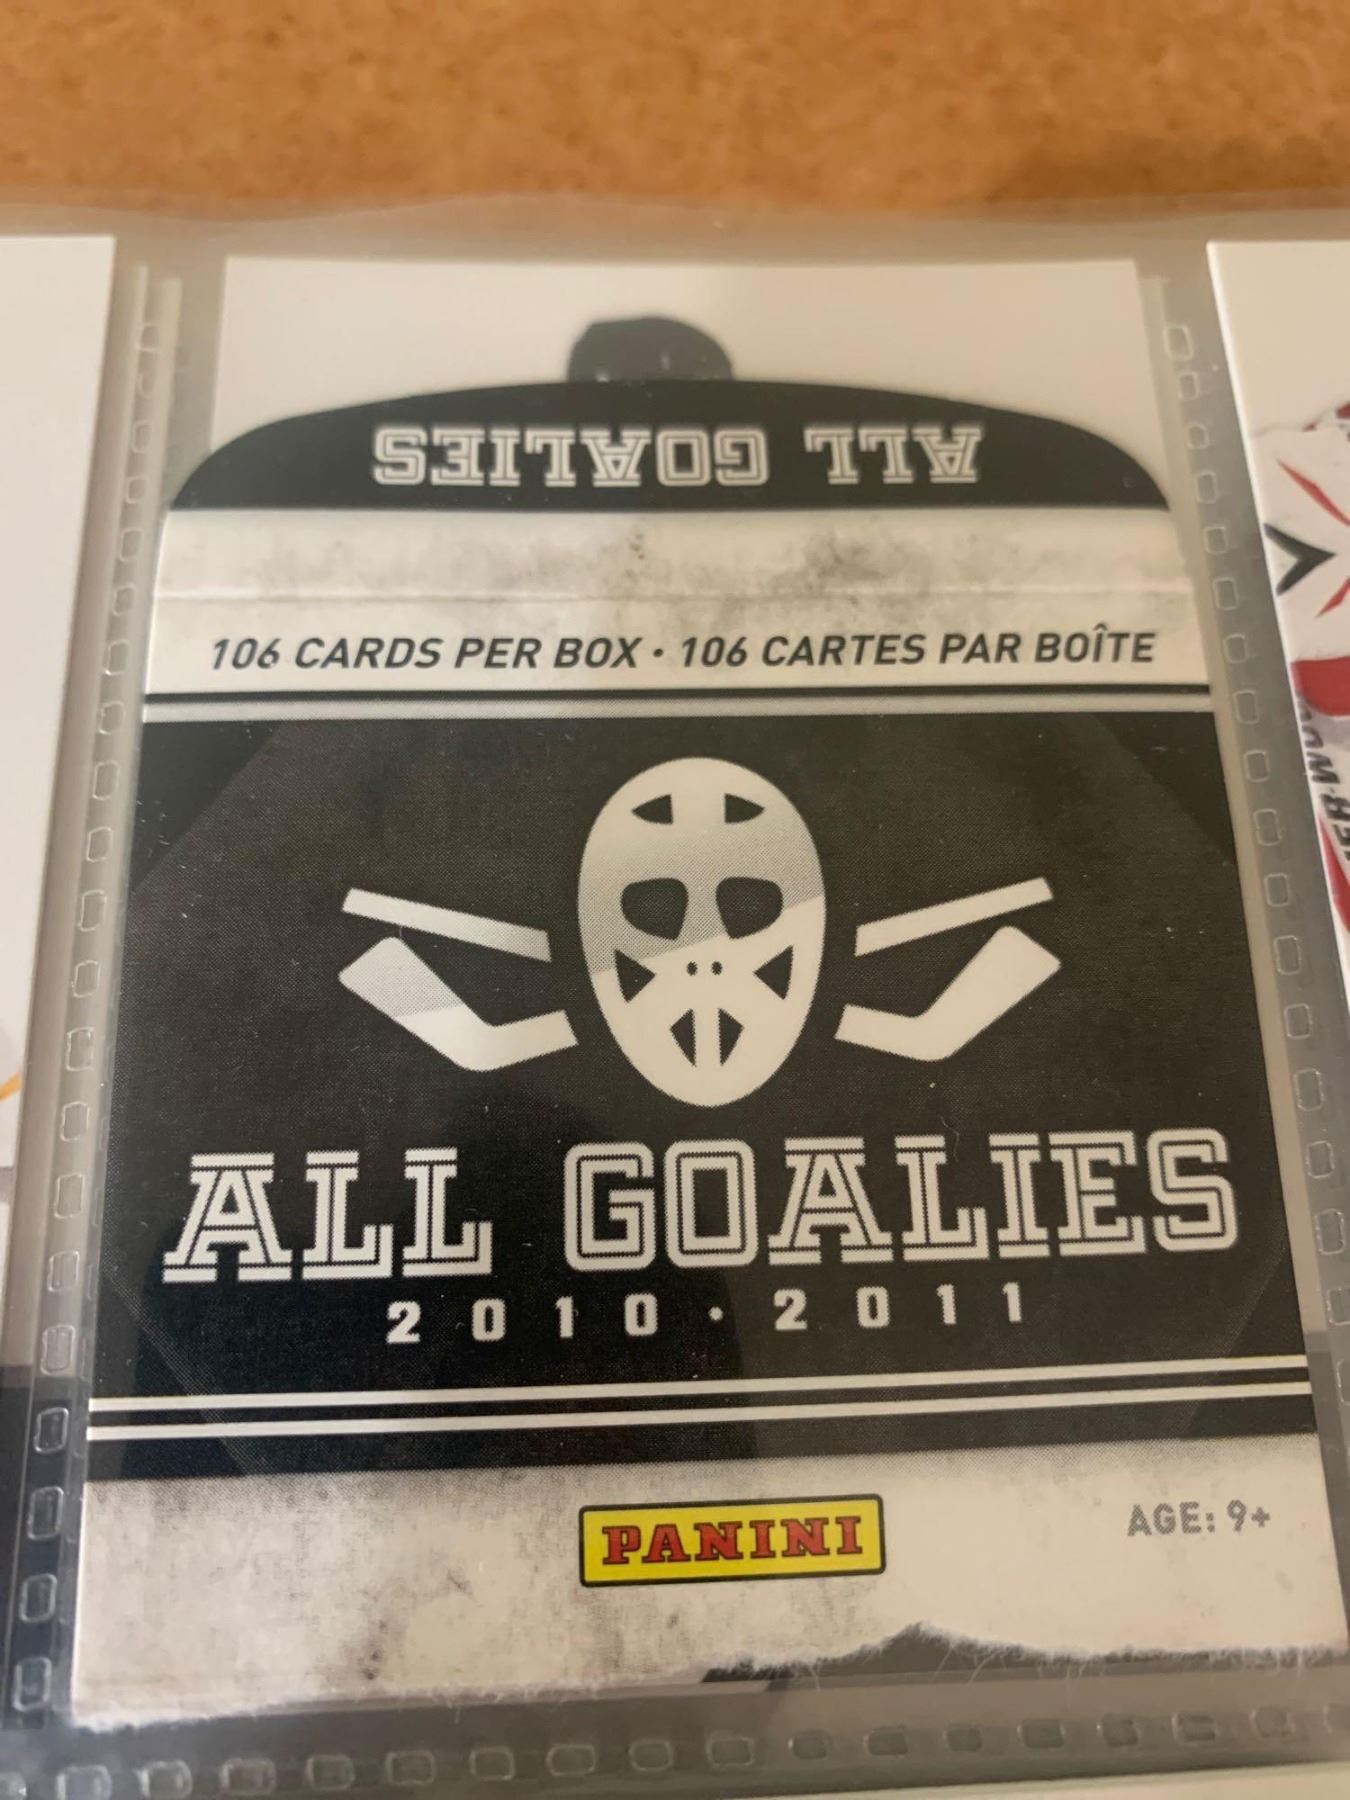 ALL GOALIES
106 CARDS PER BOX • 106 CARTES PAR BOÎTE
ALL GOALIES
2010 • 2011
PANINI
AGE: 9+